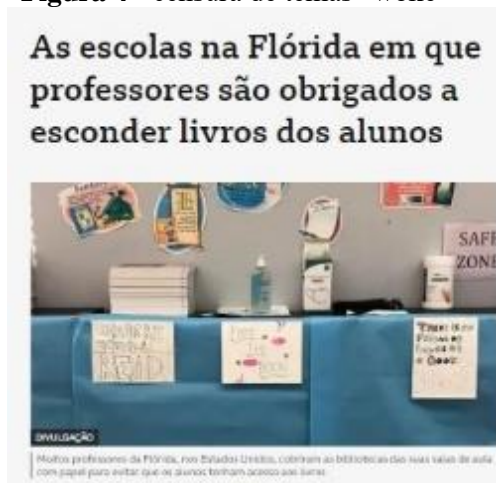 As escolas na Flórida em que
professores são obrigados a
esconder livros dos alunos
SAFE
ZONE
READ
DIVULGAÇÃO
Muitos professores da Flórida, nos Estados Unidos, cobriram as bibliotecas das suas salas de aula
com papel para evitar que os alunos tenham acesso aos livros